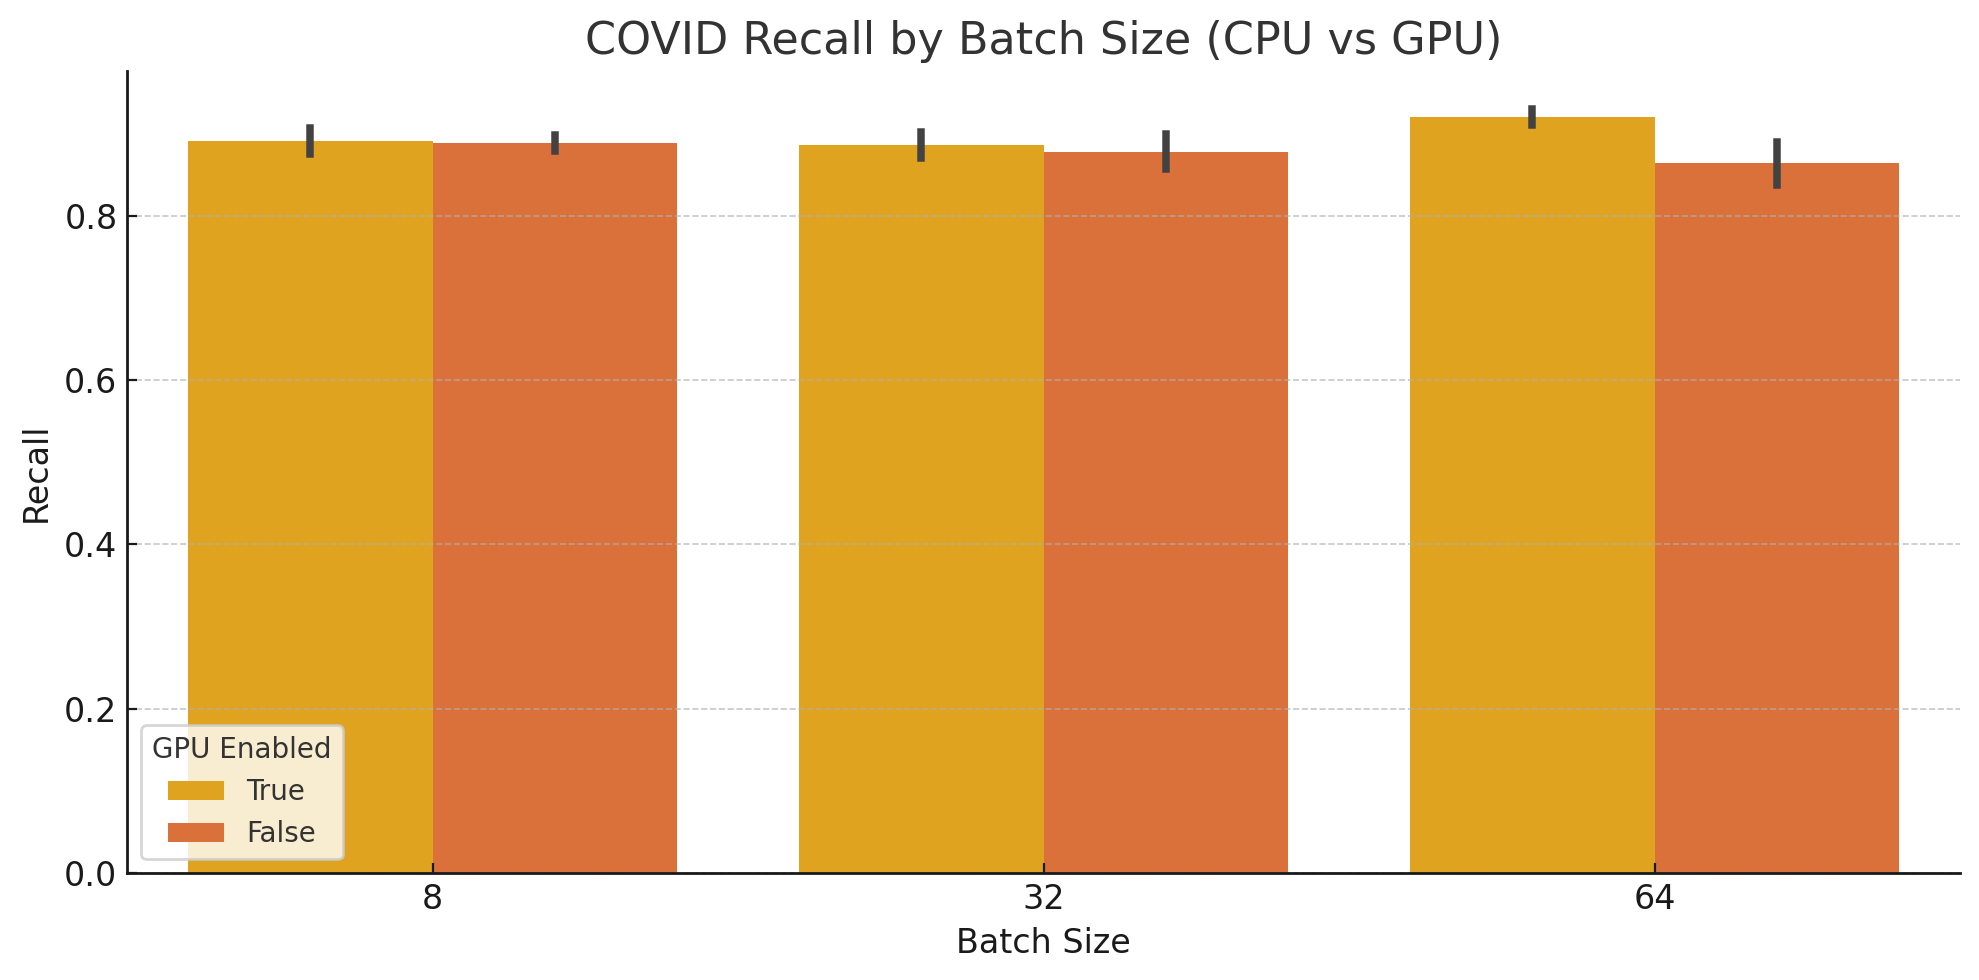 COVID Recall by Batch Size (CPU vs GPU)
Recall
0.8
0.6
0.4
0.2
0.0
GPU Enabled
True
False
8
32
64
Batch Size